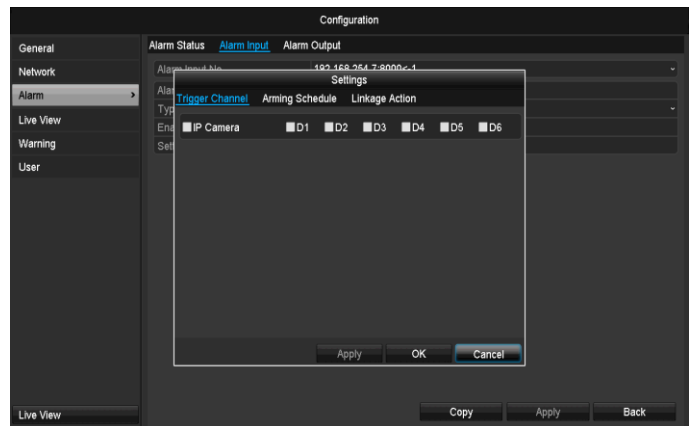 Configuration
General
Network
Alarm >
Live View
Warning
User
Live View
Alarm Status Alarm Input Alarm Output
Settings
Trigger Channel Arming Schedule Linkage Action
IP Camera D1 D2 D3 D4 D5 D6
Apply OK Cancel
Copy Apply Back